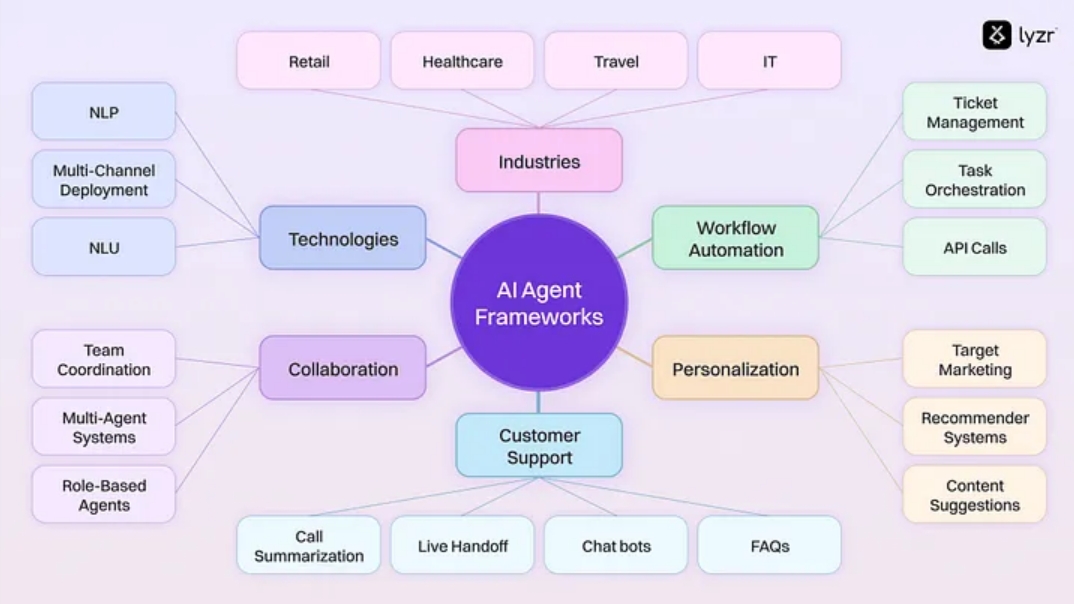 lyzr
Retail
Healthcare
Travel
IT
Industries
NLP
Multi-Channel
Deployment
NLU
Technologies
Workflow
Automation
Ticket
Management
Task
Orchestration
API Calls
AI Agent
Frameworks
Team
Coordination
Multi-Agent
Systems
Role-Based
Agents
Collaboration
Personalization
Target
Marketing
Recommender
Systems
Content
Suggestions
Customer
Support
Call
Summarization
Live Handoff
Chat bots
FAQs